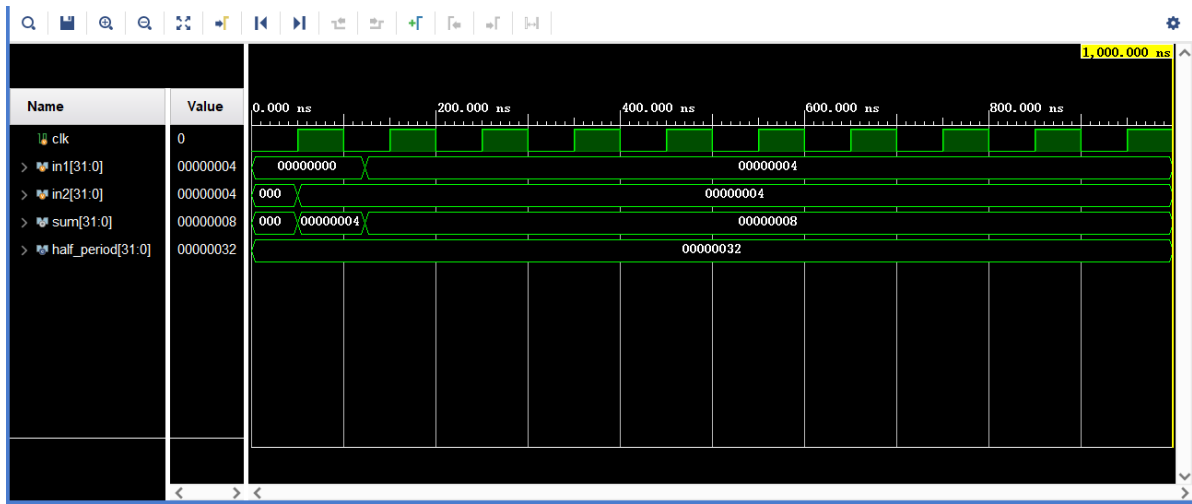 1,000.000 ns
Name Value 0.000 ns 200.000 ns 400.000 ns 600.000 ns 800.000 ns
clk 0
in1[31:0] 00000004 00000000 00000004
in2[31:0] 00000004 000 00000004
sum[31:0] 00000008 000 00000004 00000008
half_period[31:0] 00000032 00000032